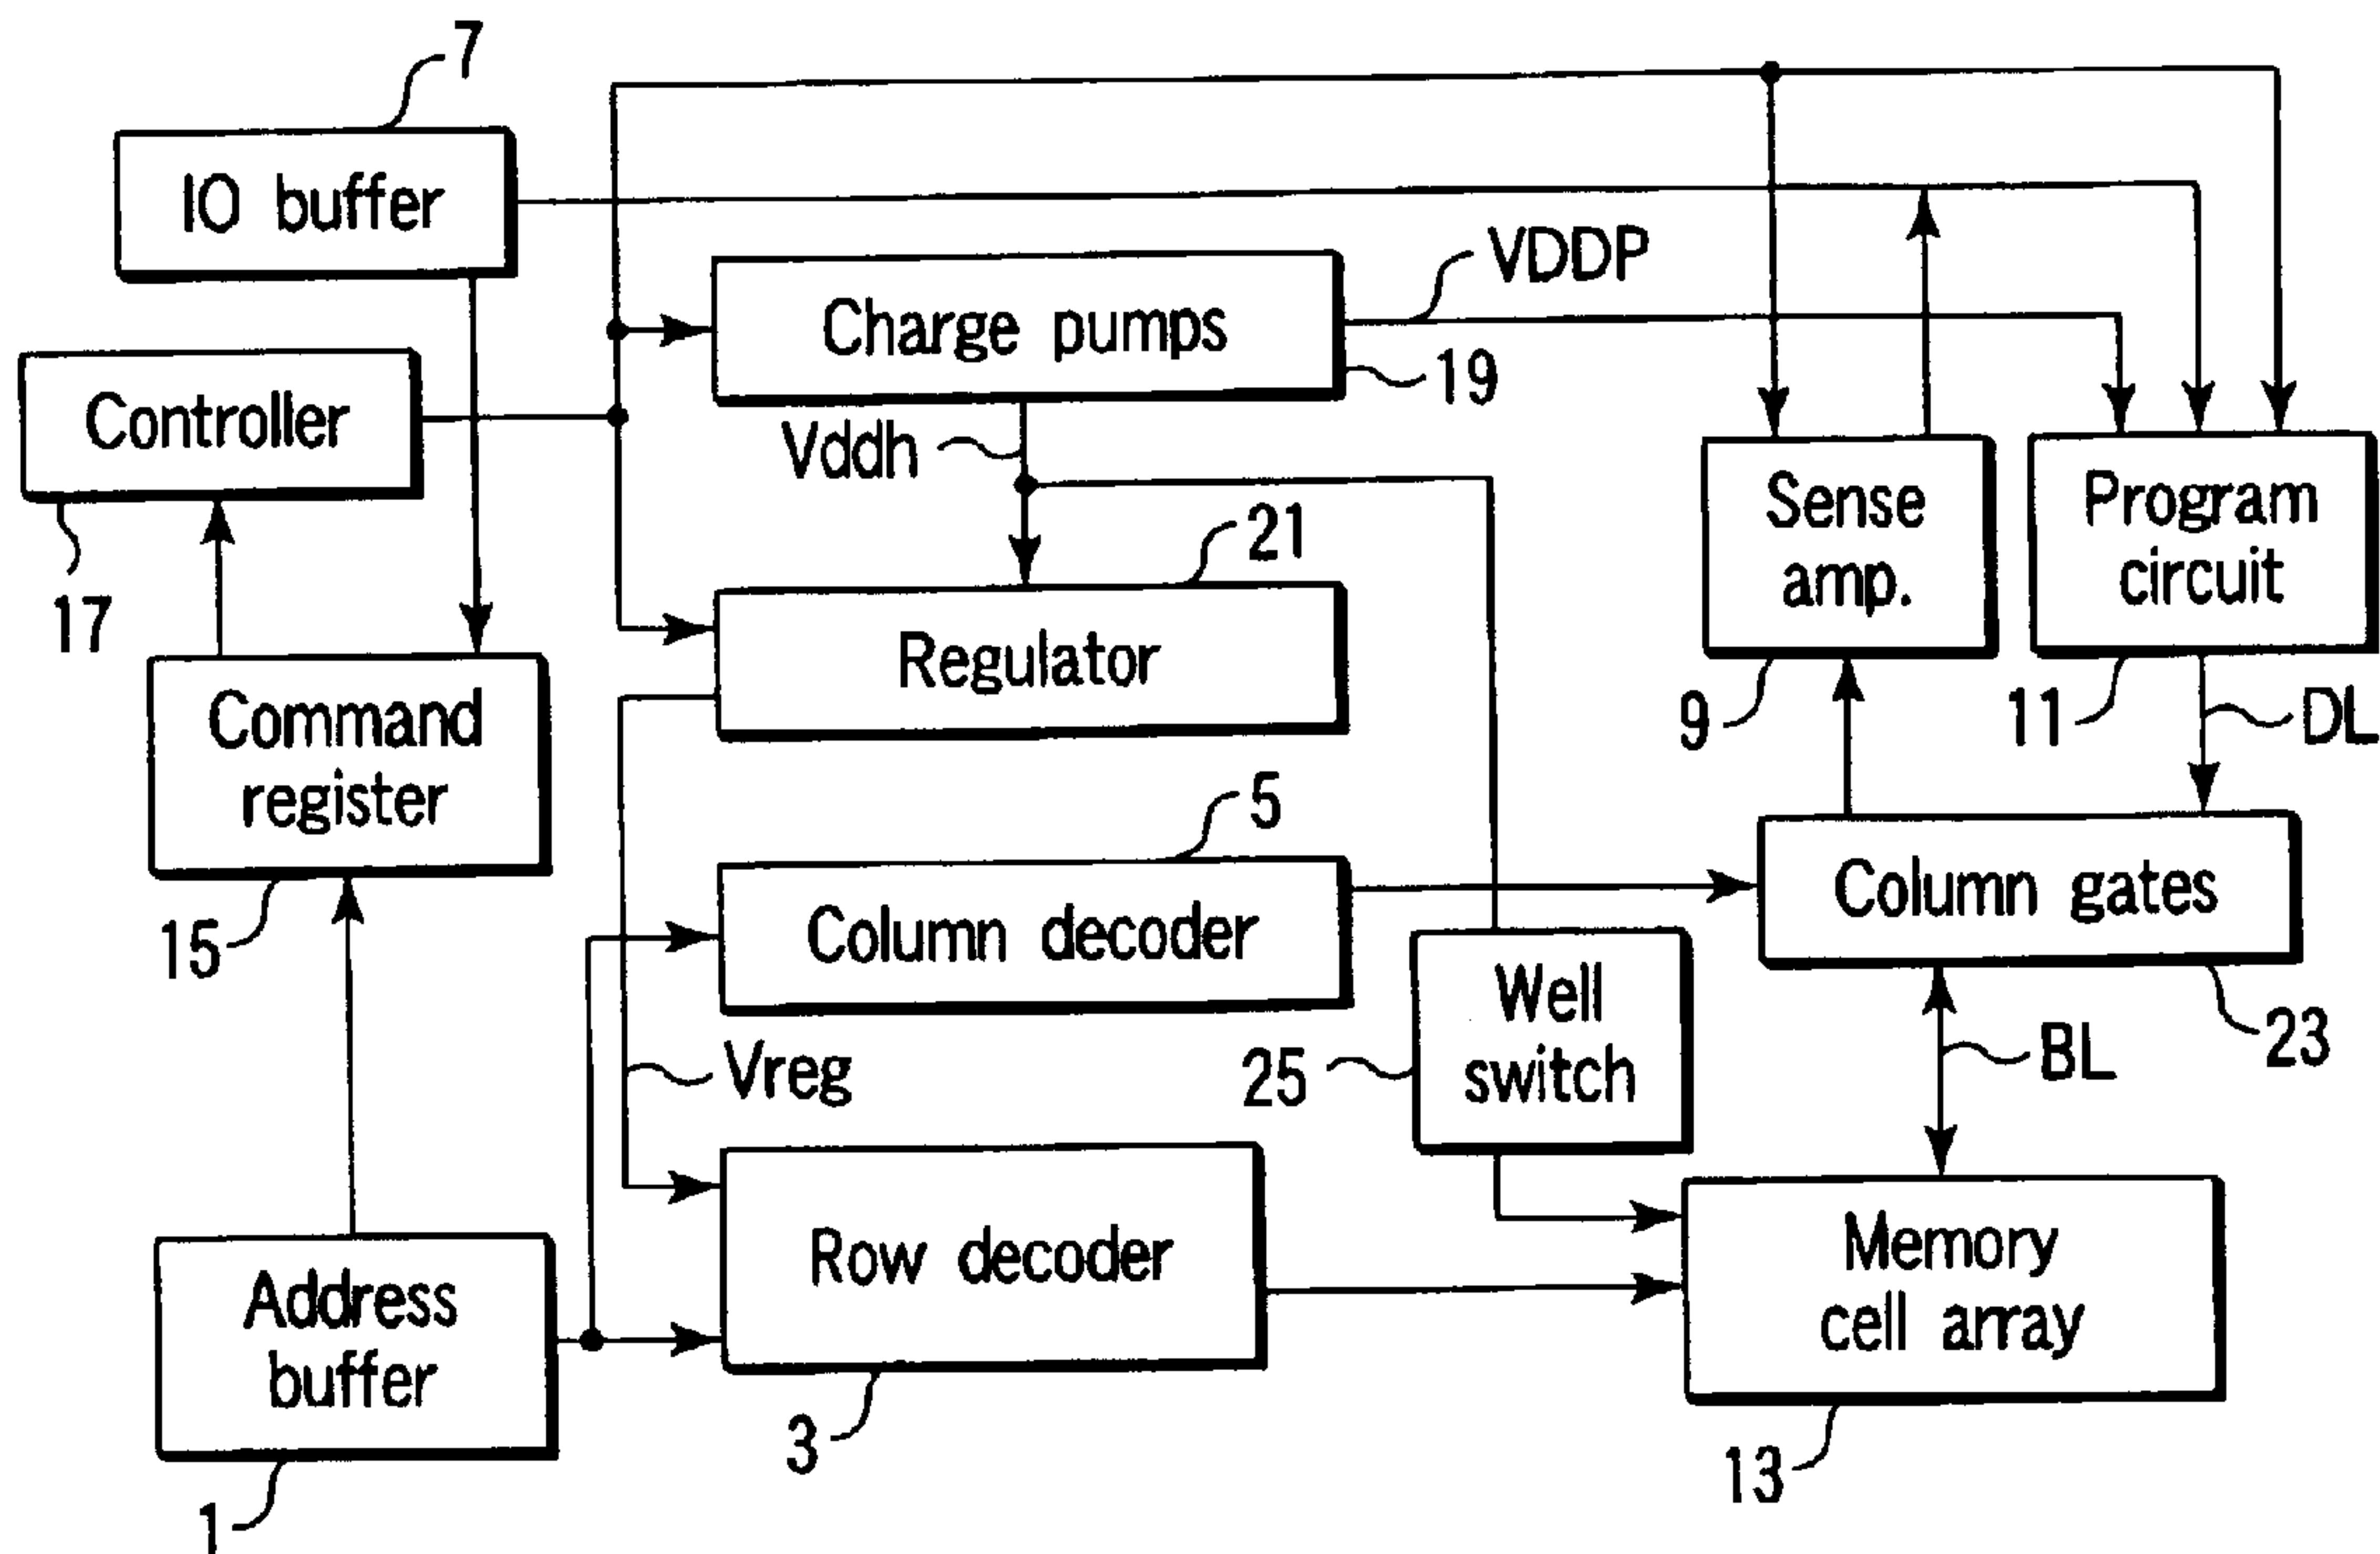 7
IO buffer
VDDP
Charge pumps
19
Controller
Vddh
17
21
Sense
amp.
Program
circuit
Regulator
9
11
DL
Command
register
15
5
Column decoder
Column gates
23
Well
switch
25
BL
Vreg
Row decoder
3
Memory
cell array
13
Address
buffer
1